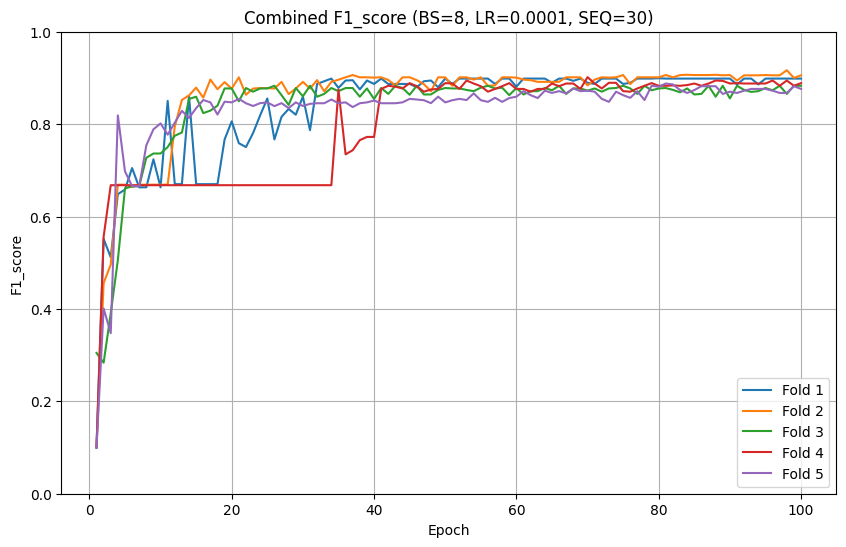 Combined F1_score (BS=8, LR=0.0001, SEQ=30)
1.0
0.8
0.6
0.4
0.2
0.0
F1_score
0 20 40 60 80 100
Epoch
Fold 1
Fold 2
Fold 3
Fold 4
Fold 5